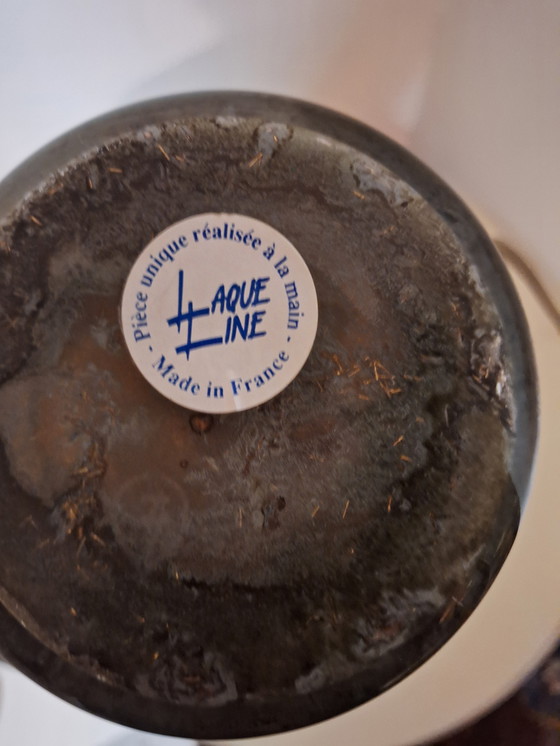 Pièce unique réalisée à la main
LAQUE
LINE
- Made in France -